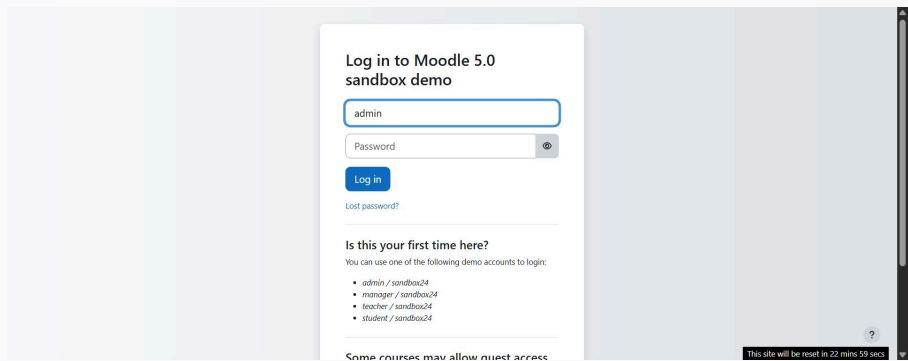 Log in to Moodle 5.0
sandbox demo
admin
Password
Log in
Lost password?
Is this your first time here?
You can use one of the following demo accounts to login:
admin / sandbox24
manager / sandbox24
teacher / sandbox24
student / sandbox24
Some courses may allow guest access
?
This site will be reset in 22 mins 59 secs